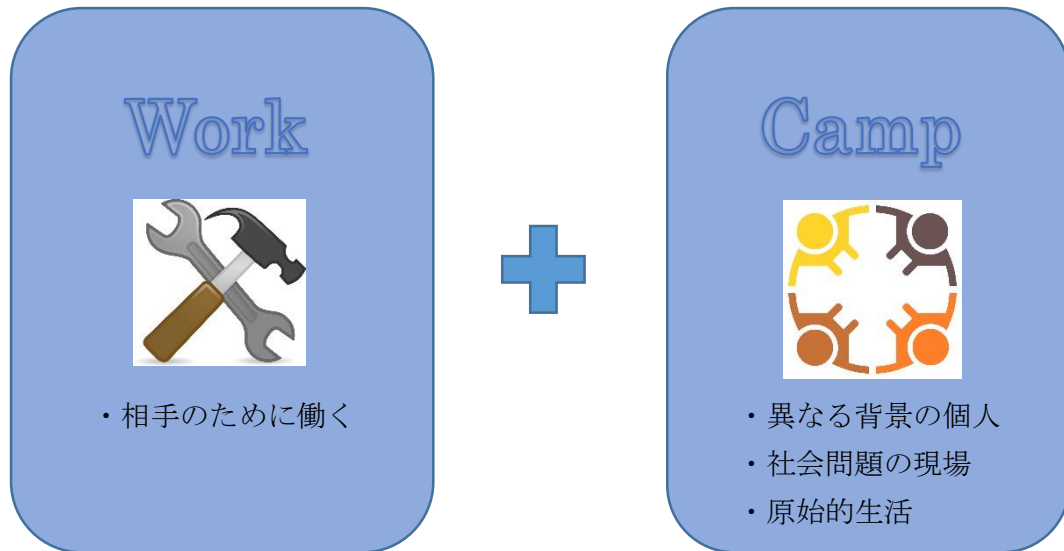 Work
・相手のために働く
Camp
・異なる背景の個人
・社会問題の現場
・原始的生活